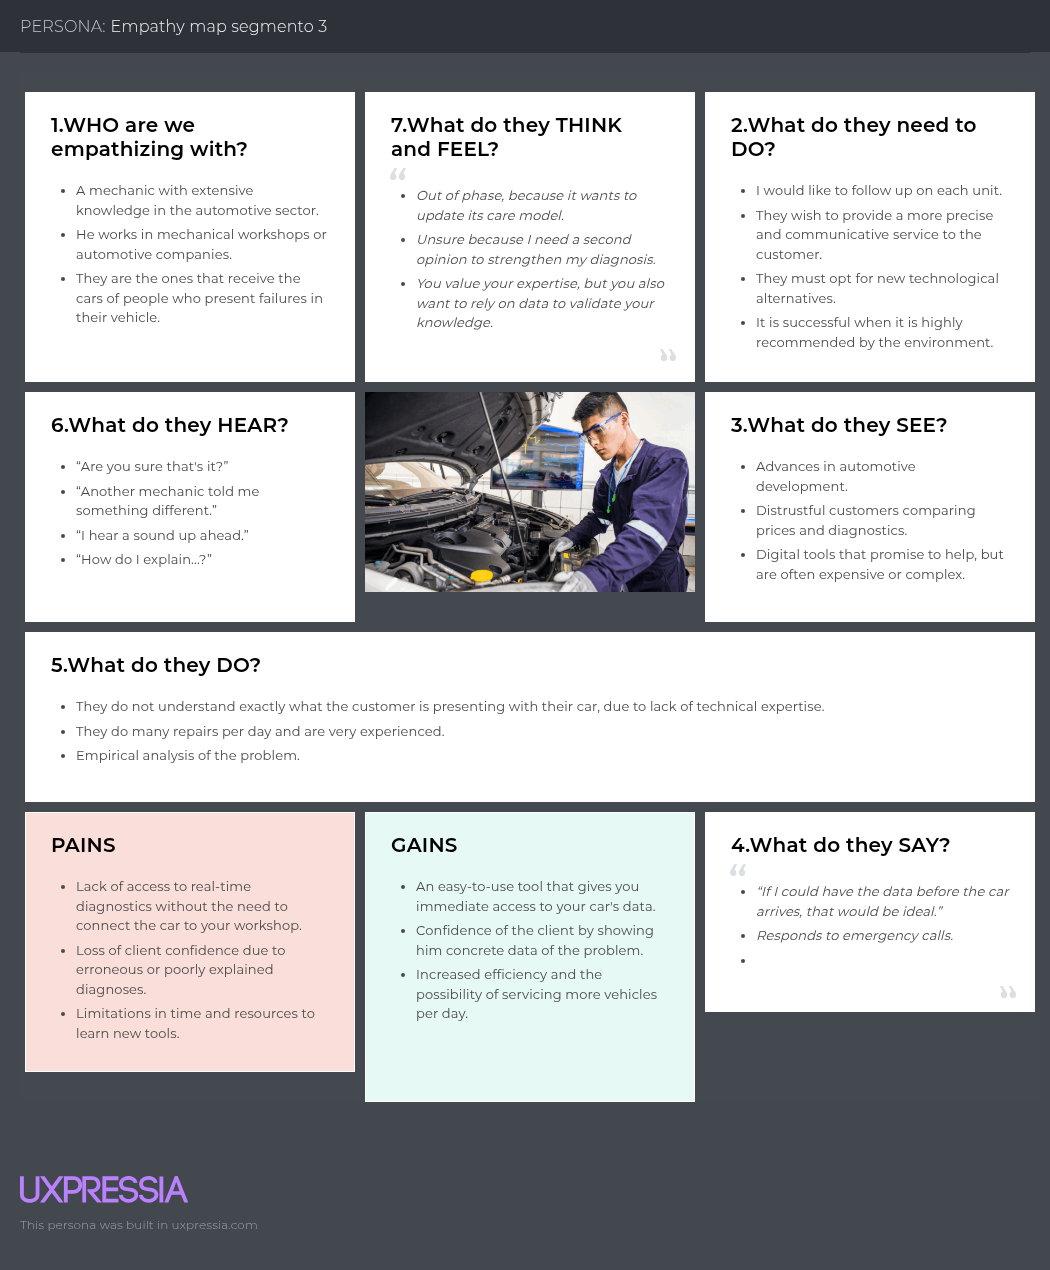 PERSONA: Empathy map segmento 3
1.WHO are we
empathizing with?
• A mechanic with extensive
knowledge in the automotive sector.
• He works in mechanical workshops or
automotive companies.
• They are the ones that receive the
cars of people who present failures in
their vehicle.
7.What do they THINK
and FEEL?
“
• Out of phase, because it wants to
update its care model.
• Unsure because I need a second
opinion to strengthen my diagnosis.
• You value your expertise, but you also
want to rely on data to validate your
knowledge.
”
2.What do they need to
DO?
• I would like to follow up on each unit.
• They wish to provide a more precise
and communicative service to the
customer.
• They must opt for new technological
alternatives.
• It is successful when it is highly
recommended by the environment.
6.What do they HEAR?
• “Are you sure that's it?”
• “Another mechanic told me
something different.”
• “I hear a sound up ahead.”
• “How do I explain...?”
3.What do they SEE?
• Advances in automotive
development.
• Distrustful customers comparing
prices and diagnostics.
• Digital tools that promise to help, but
are often expensive or complex.
5.What do they DO?
• They do not understand exactly what the customer is presenting with their car, due to lack of technical expertise.
• They do many repairs per day and are very experienced.
• Empirical analysis of the problem.
PAINS
• Lack of access to real-time
diagnostics without the need to
connect the car to your workshop.
• Loss of client confidence due to
erroneous or poorly explained
diagnoses.
• Limitations in time and resources to
learn new tools.
GAINS
• An easy-to-use tool that gives you
immediate access to your car's data.
• Confidence of the client by showing
him concrete data of the problem.
• Increased efficiency and the
possibility of servicing more vehicles
per day.
4.What do they SAY?
“
• “If I could have the data before the car
arrives, that would be ideal.”
• Responds to emergency calls.
•
”
UXPRESSIA
This persona was built in uxpressia.com